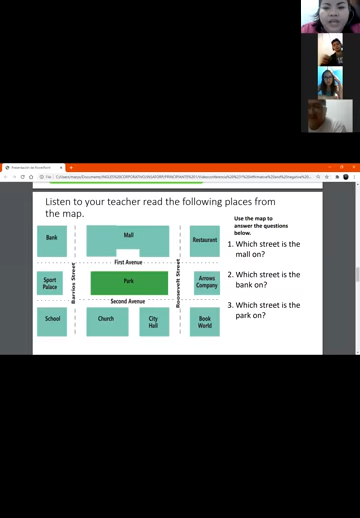 Listen to your teacher read the following places from
the map.
Use the map to
answer the questions
below.
Bank
Mall
Restaurant
First Avenue
Sport
Palace
Barrios Street
Park
Roosevelt Street
Arrows
Company
Second Avenue
School
Church
City
Hall
Book
World
1. Which street is the
mall on?
2. Which street is the
bank on?
3. Which street is the
park on?